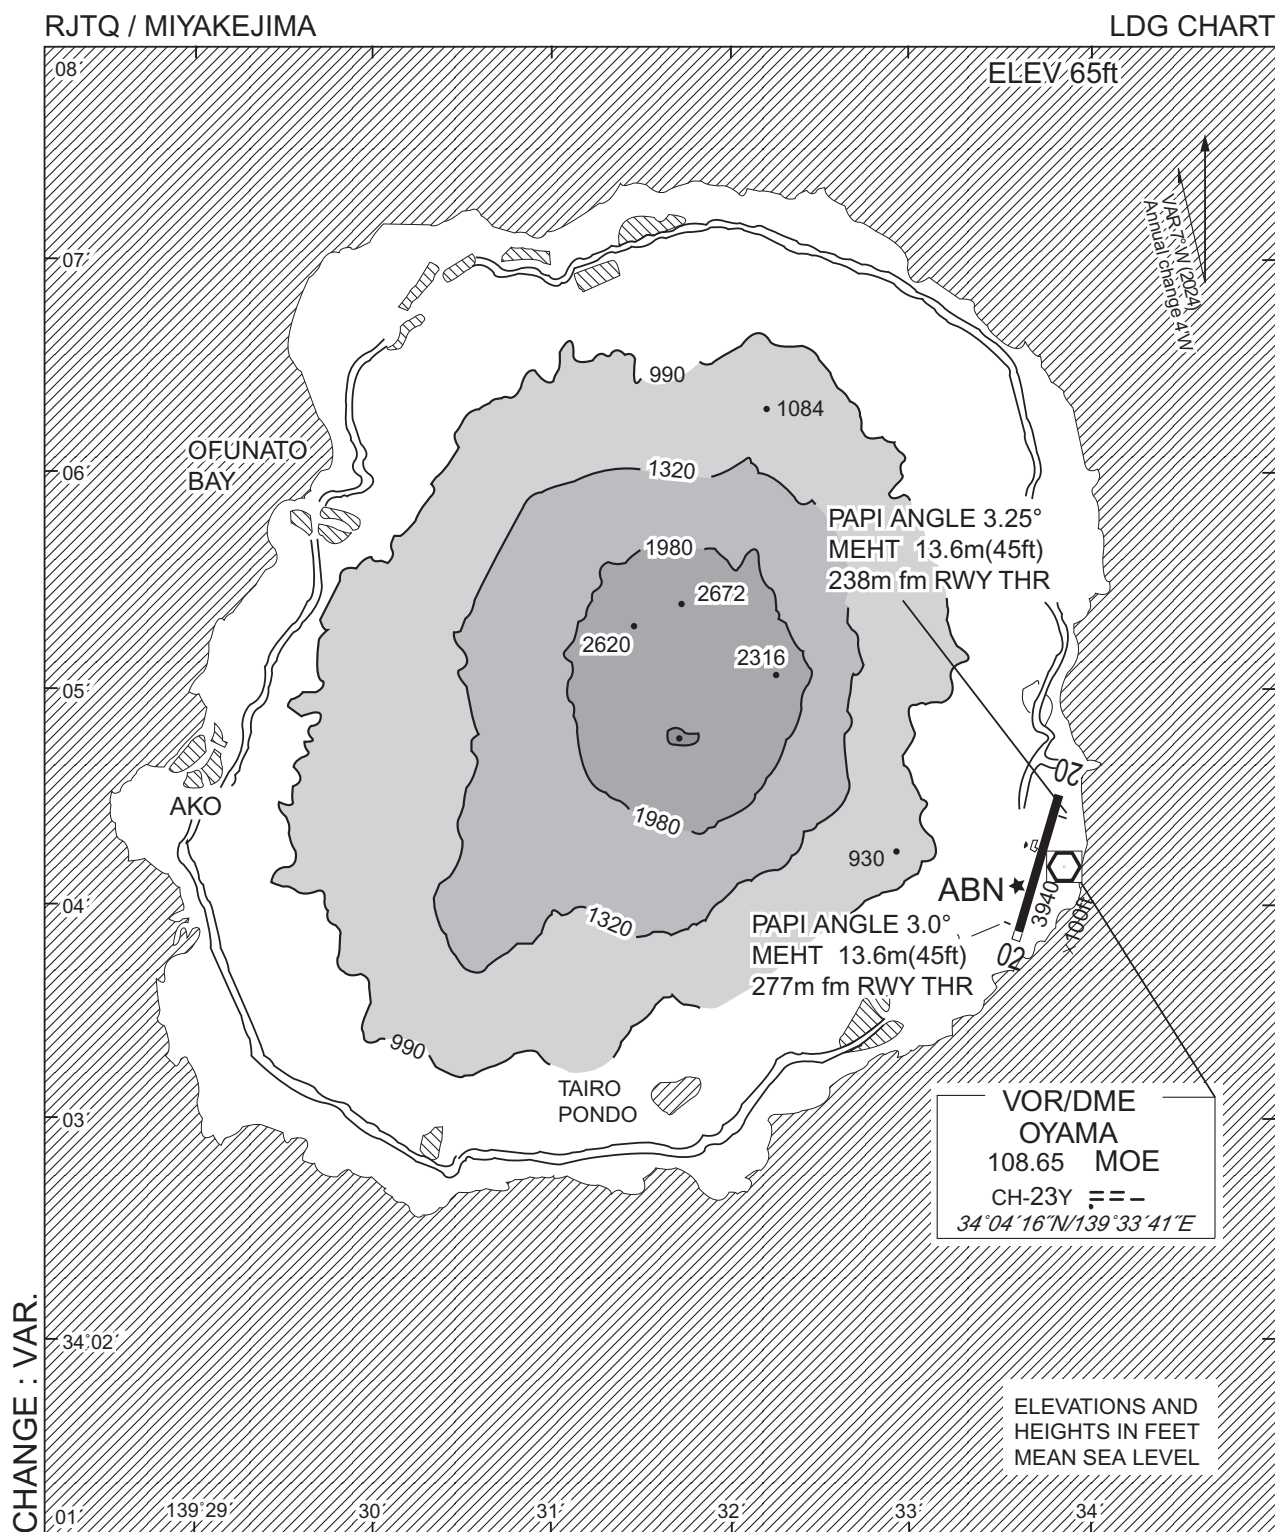 RJTQ / MIYAKEJIMA
LDG CHART
08´
ELEV 65ft
VAR.7°W (2024)
Annual change 4'W
07´
990
1084
OFUNATO
BAY
06´
1320
PAPI ANGLE 3.25°
MEHT 13.6m(45ft)
238m fm RWY THR
1980
2672
2620
2316
05´
20
AKO
1980
930
ABN
3940
×100ft
04´
1320
PAPI ANGLE 3.0°
MEHT 13.6m(45ft)
277m fm RWY THR
02
990
TAIRO
PONDO
03´
VOR/DME
OYAMA
108.65 MOE
CH-23Y
34°04´16˝N/139°33´41˝E
34°02´
ELEVATIONS AND
HEIGHTS IN FEET
MEAN SEA LEVEL
CHANGE : VAR.
01´
139°29´
30´
31´
32´
33´
34´